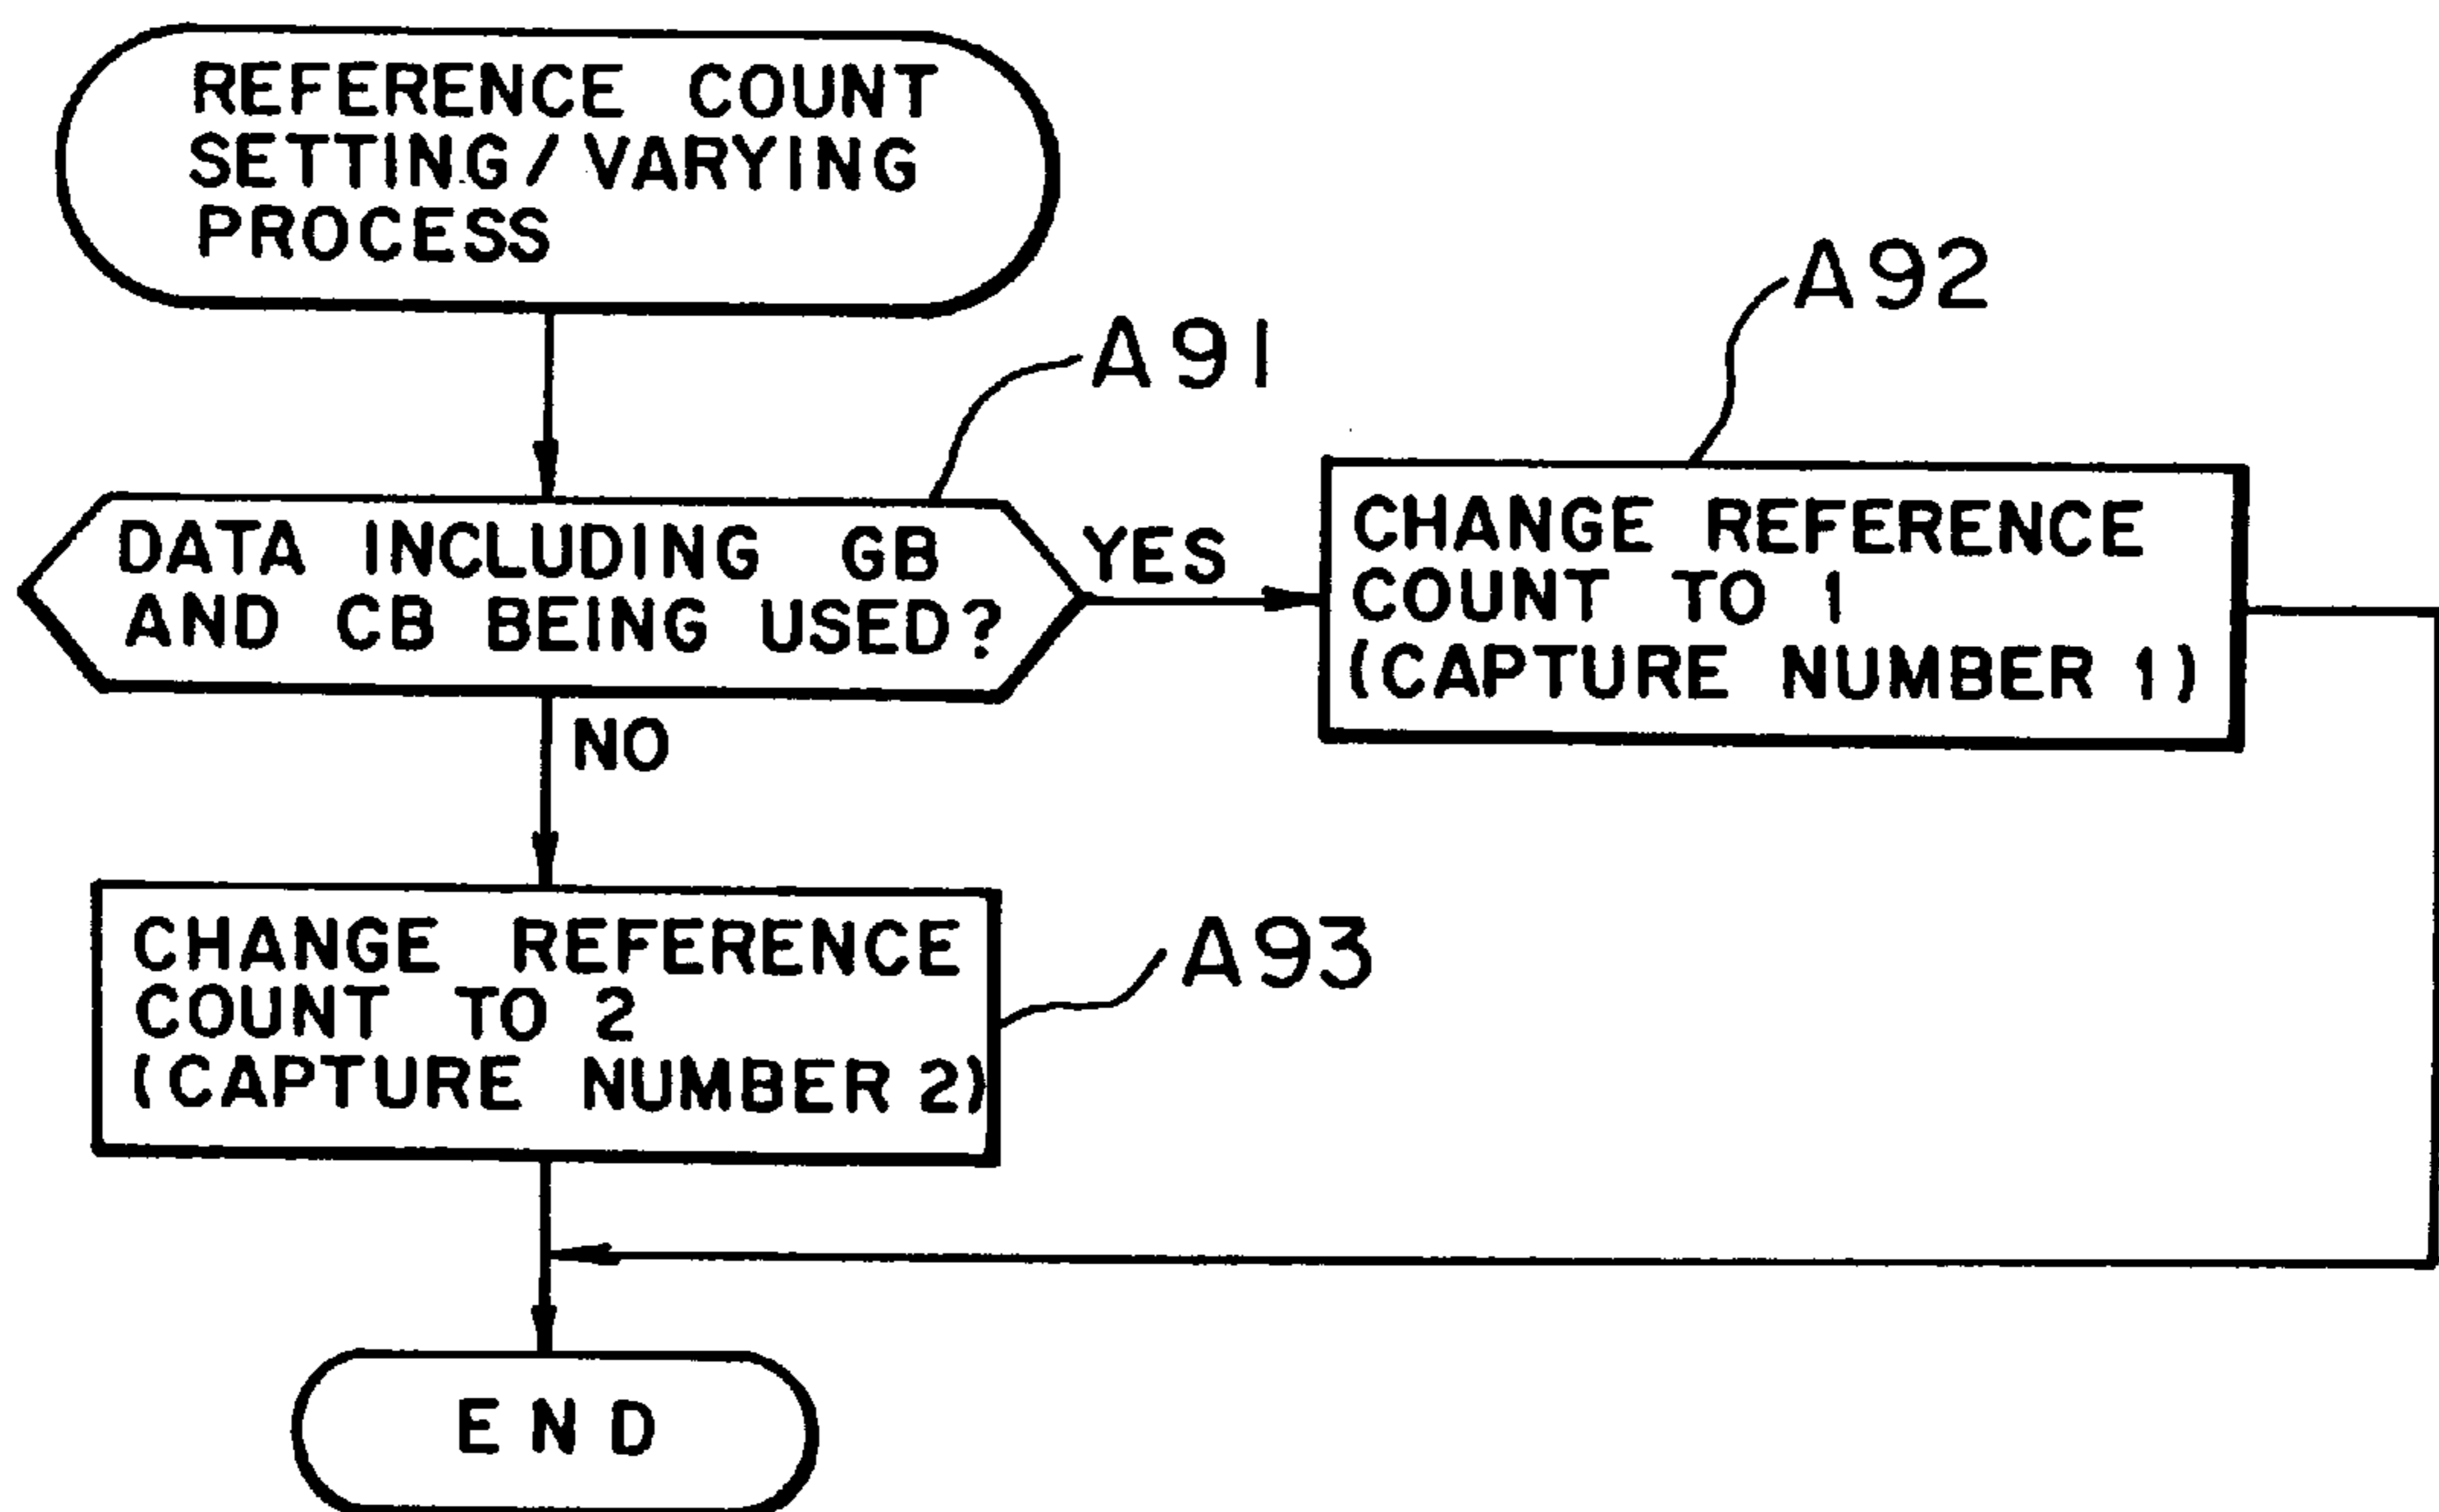 REFERENCE COUNT
SETTING/VARYING
PROCESS
A91
A92
DATA INCLUDING GB
AND CB BEING USED?
YES
CHANGE REFERENCE
COUNT TO 1
(CAPTURE NUMBER 1)
NO
CHANGE REFERENCE
COUNT TO 2
(CAPTURE NUMBER 2)
A93
END